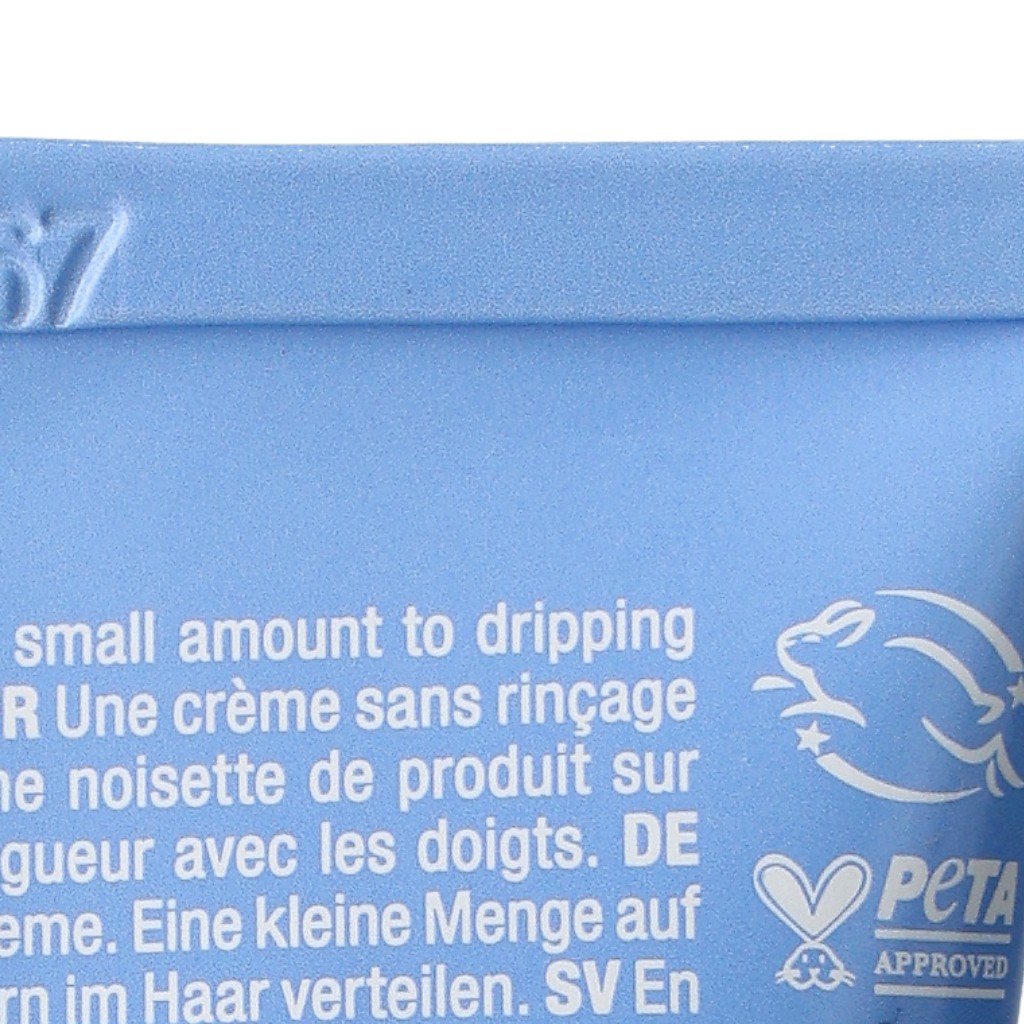 67
small amount to dripping
R Une crème sans rinçage
ne noisette de produit sur
gueur avec les doigts. DE
eme. Eine kleine Menge auf
rn im Haar verteilen. SV En
PETA
APPROVED